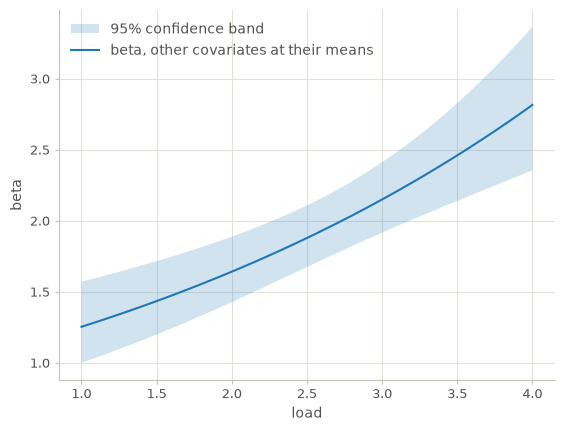 95% confidence band
beta, other covariates at their means
3.0
2.5
2.0
1.5
1.0
beta
1.0 1.5 2.0 2.5 3.0 3.5 4.0
load